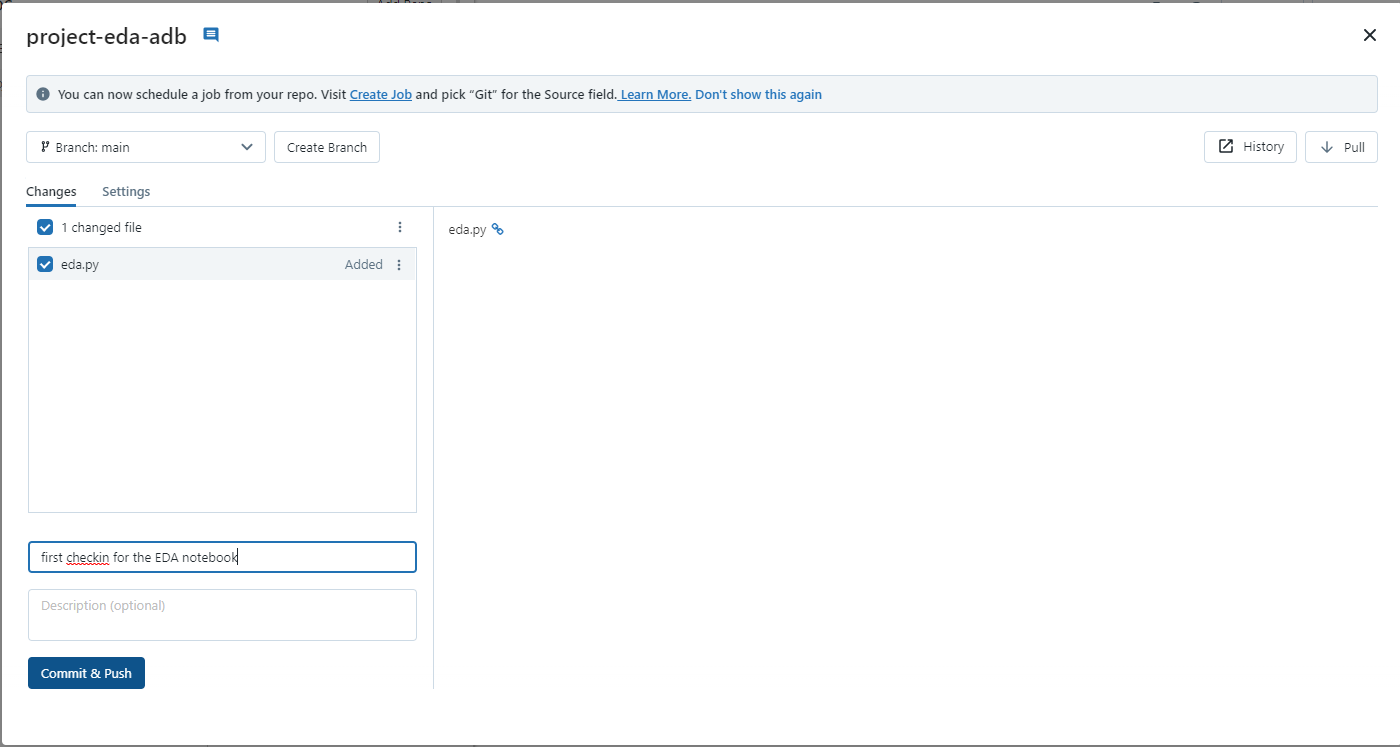 project-eda-adb
You can now schedule a job from your repo. Visit Create Job and pick “Git” for the Source field. Learn More. Don't show this again
Branch: main
Create Branch
History
Pull
Changes
Settings
1 changed file
eda.py
Added
eda.py
first checkin for the EDA notebook
Description (optional)
Commit & Push